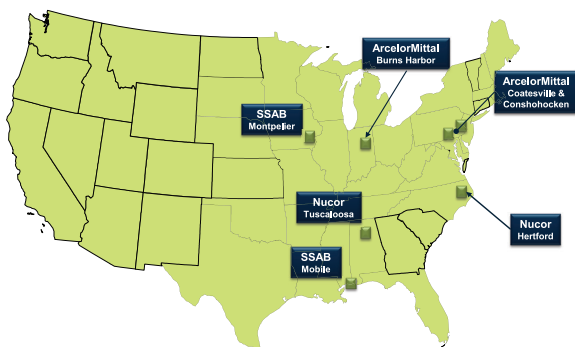 ArcelorMittal
Burns Harbor
ArcelorMittal
Coatesville &
Conshohocken
SSAB
Montpelier
Nucor
Tuscaloosa
Nucor
Hertford
SSAB
Mobile